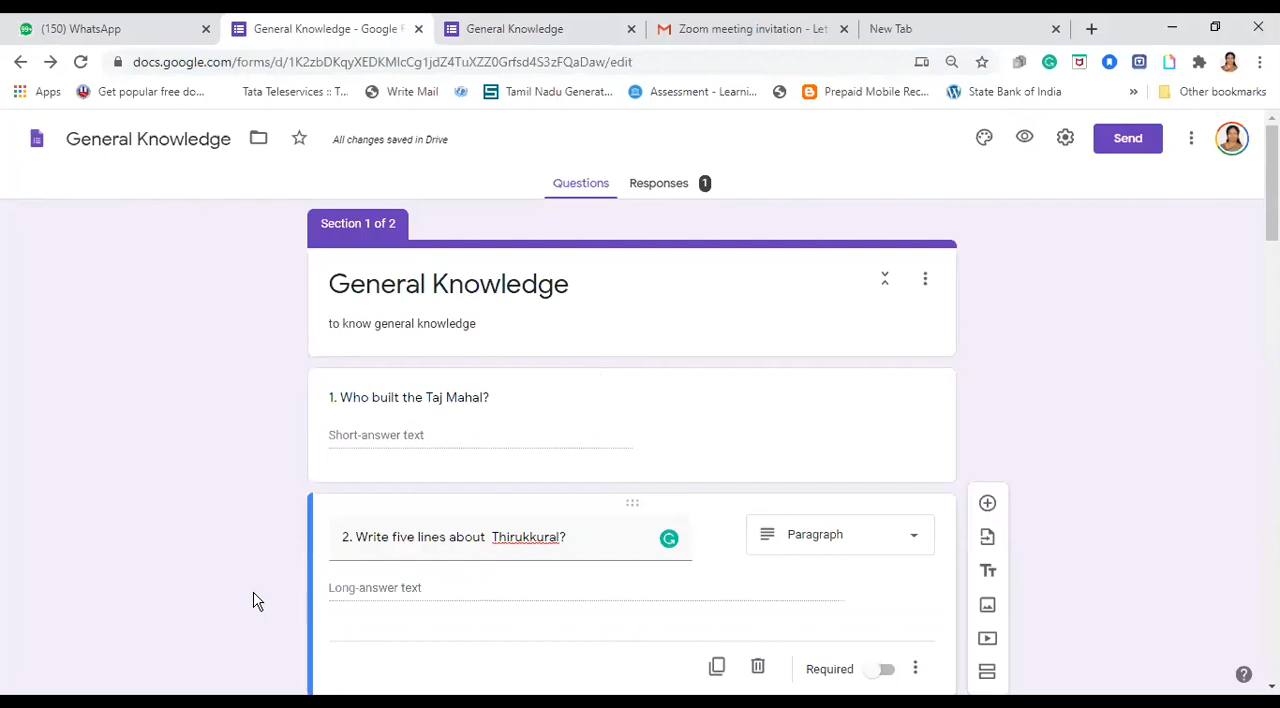 (150) WhatsApp
General Knowledge - Google F
General Knowledge
Zoom meeting invitation - Let
New Tab
docs.google.com/forms/d/
/edit
Apps
Get popular free do...
Tata Teleservices :: T...
Write Mail
Tamil Nadu Generat...
Assessment - Learni...
Prepaid Mobile Rec...
State Bank of India
»
Other bookmarks
General Knowledge
All changes saved in Drive
Send
Questions
Responses 1
Section 1 of 2
General Knowledge
to know general knowledge
1. Who built the Taj Mahal?
Short-answer text
2. Write five lines about Thirukkural?
Paragraph
Long-answer text
Required